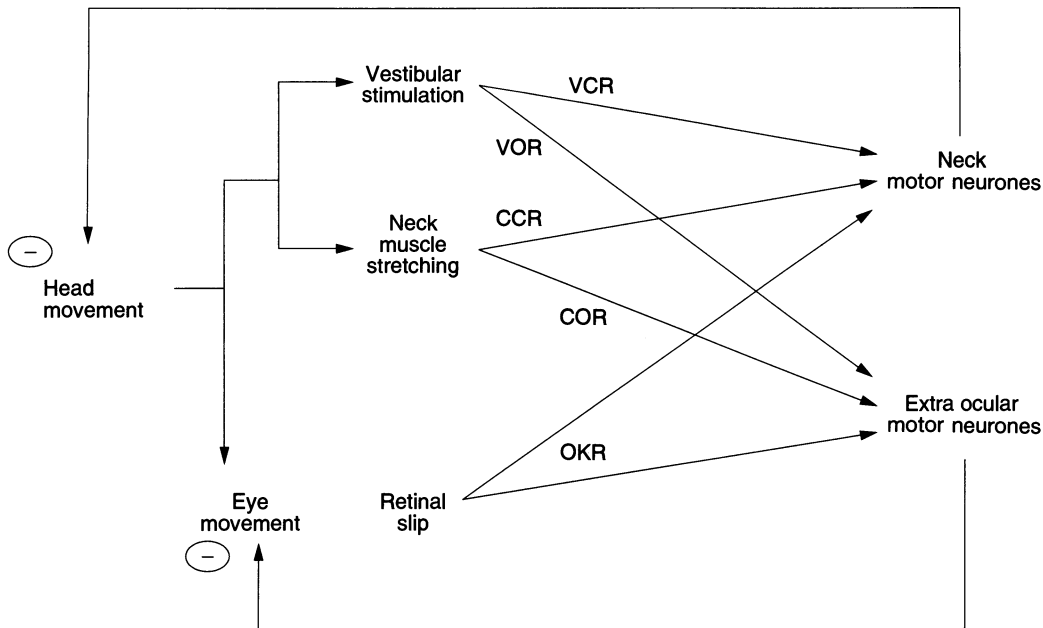 Vestibular
stimulation
VCR
VOR
Neck
motor neurones
Neck
muscle
stretching
CCR
−
Head
movement
COR
Extra ocular
motor neurones
OKR
Eye
movement
Retinal
slip
−